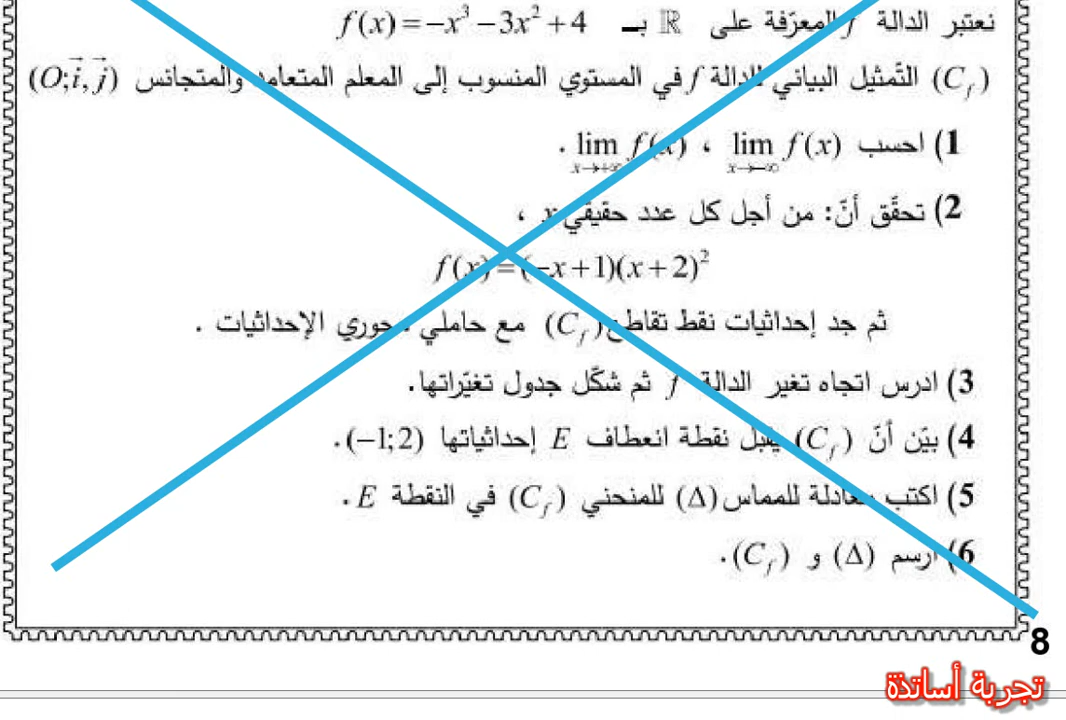 نعتبر الدالة f المعرّفة على ℝ بـ f(x)=−x³−3x²+4
(C_f) التّمثيل البياني للدالة f في المستوي المنسوب إلى المعلم المتعامد والمتجانس (O;i⃗,j⃗)
1) احسب lim_{x→−∞} f(x) ، lim_{x→+∞} f(x) .
2) تحقّق أنّ: من أجل كل عدد حقيقي x ،
f(x)=(−x+1)(x+2)²
ثم جد إحداثيات نقط تقاطع (C_f) مع حاملي محوري الإحداثيات .
3) ادرس اتجاه تغير الدالة f ثم شكّل جدول تغيّراتها.
4) بيّن أنّ (C_f) يقبل نقطة انعطاف E إحداثياتها (−1;2).
5) اكتب معادلة للمماس (Δ) للمنحني (C_f) في النقطة E .
6) ارسم (Δ) و (C_f).
8
تجربة أساتذة